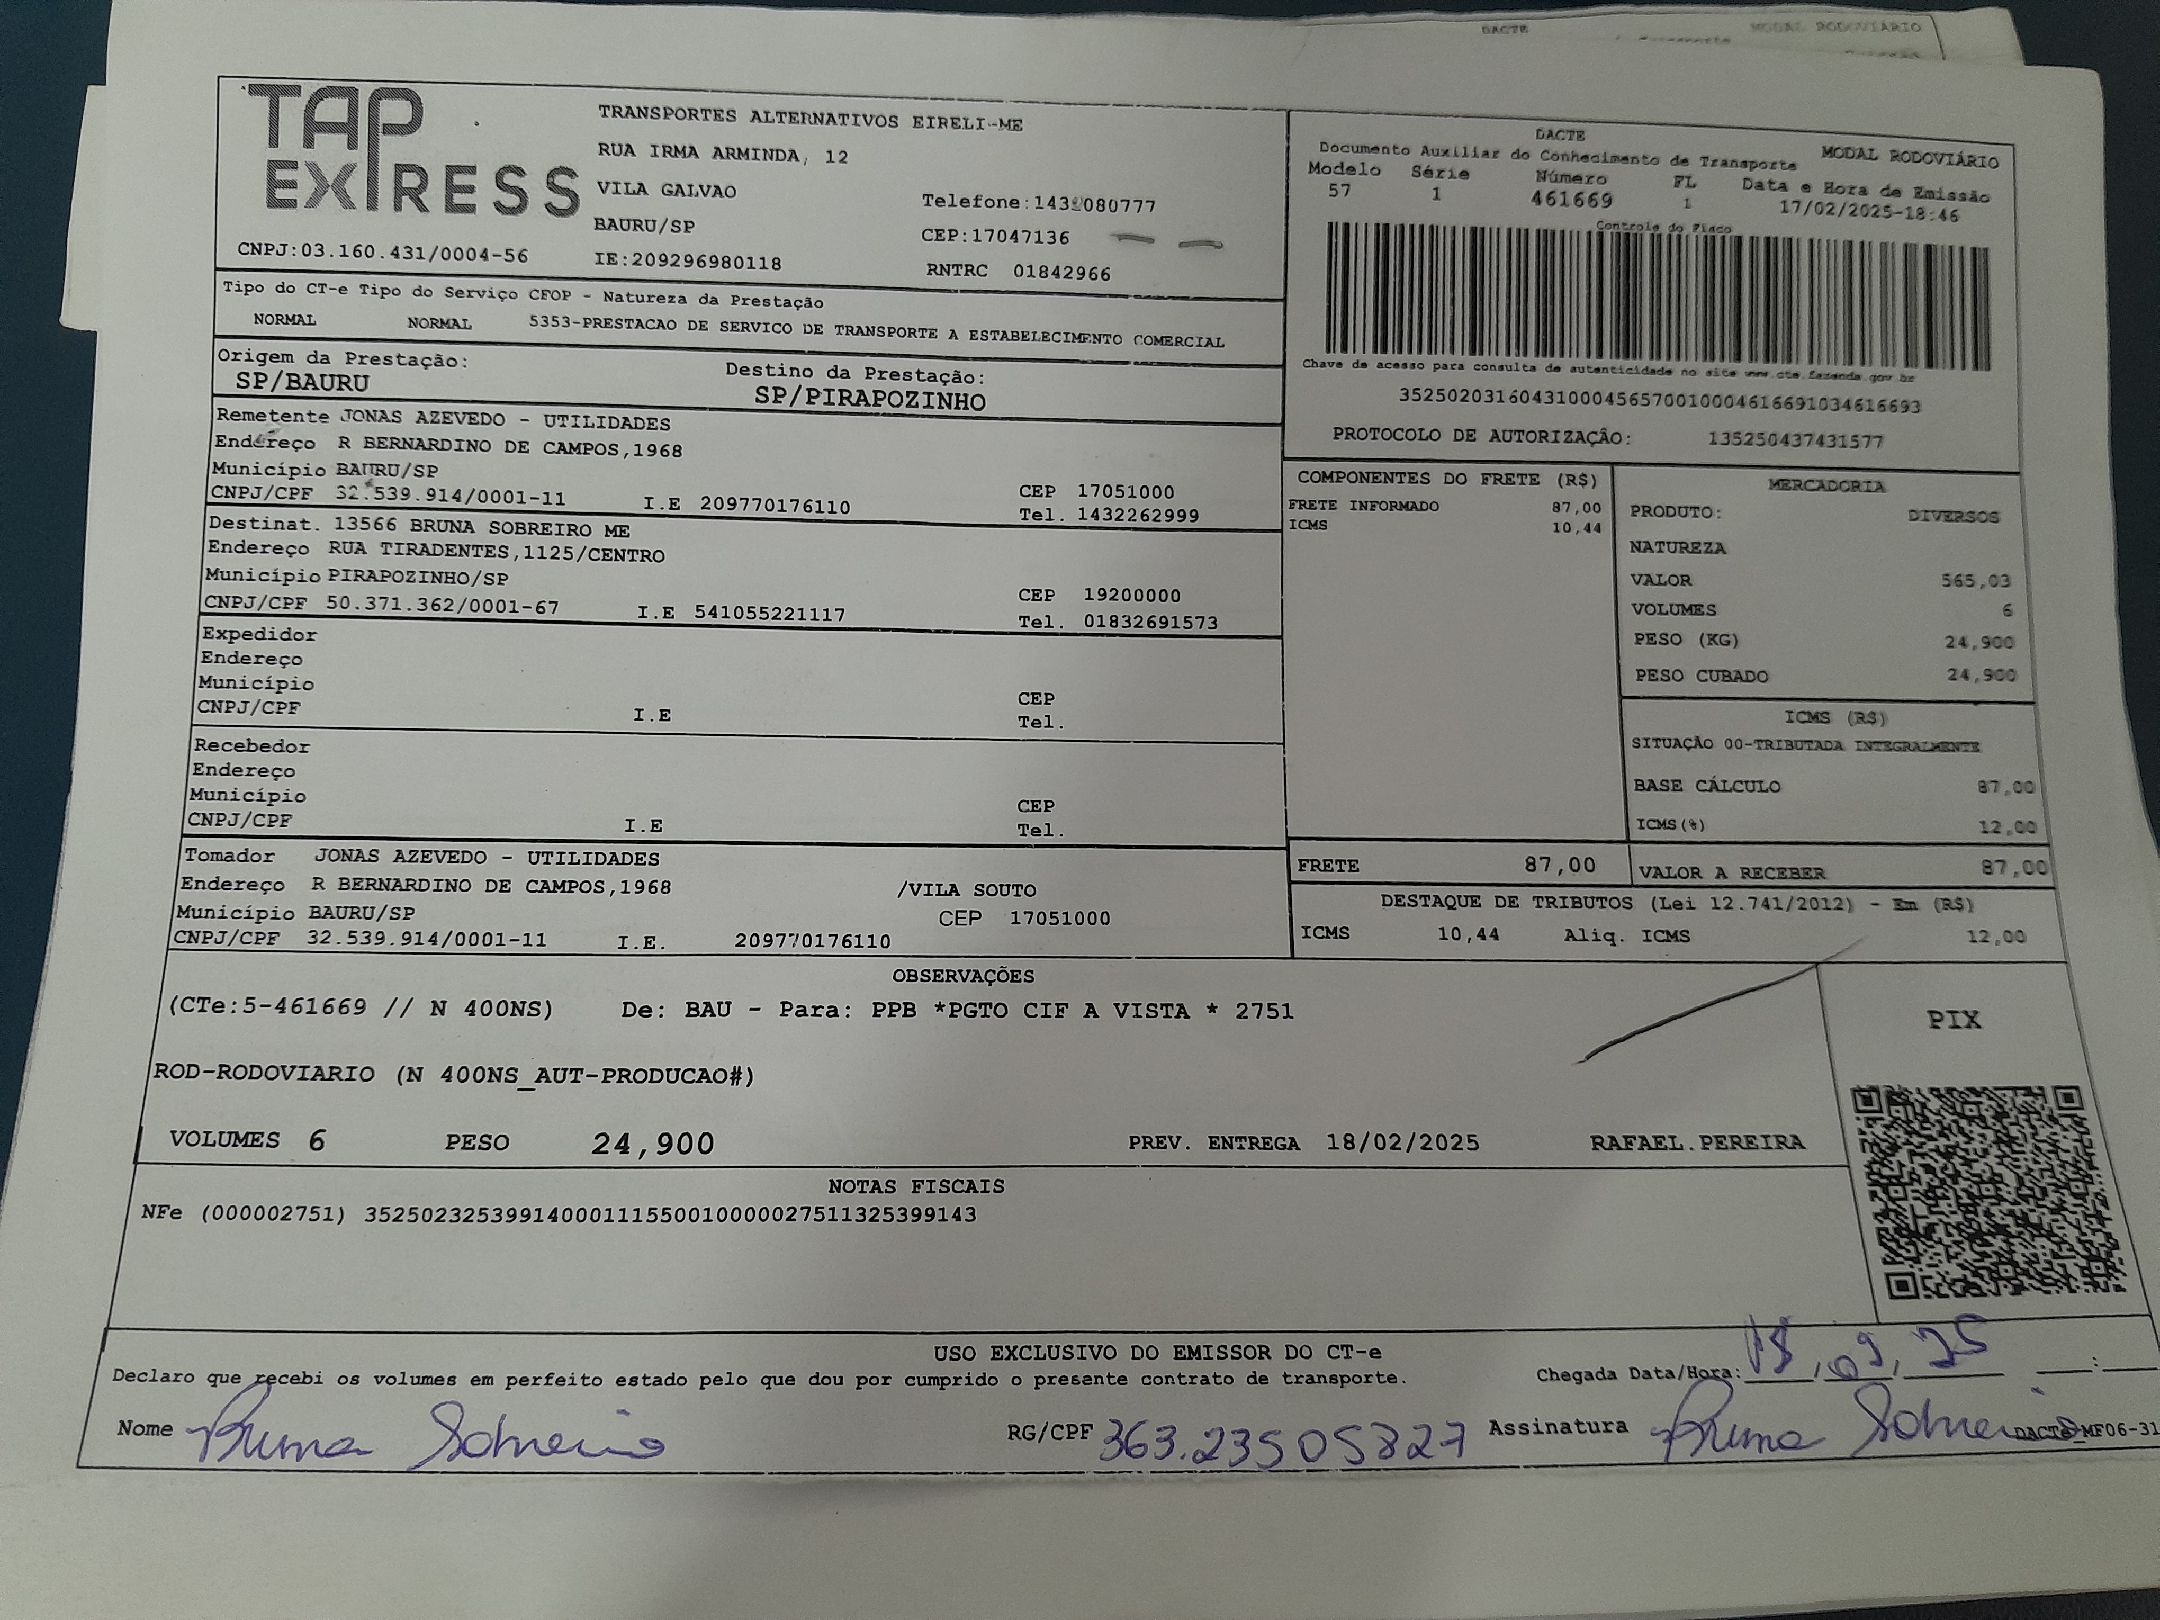 DACTE MODAL RODOVIÁRIO
TAP EXPRESS
TRANSPORTES ALTERNATIVOS EIRELI-ME
RUA IRMA ARMINDA, 12
VILA GALVAO
Telefone:1432080777
BAURU/SP
CEP:17047136
CNPJ:03.160.431/0004-56
IE:209296980118
RNTRC 01842966
DACTE
Documento Auxiliar do Conhecimento de Transporte MODAL RODOVIÁRIO
Modelo Série Número FL Data e Hora de Emissão
57 1 461669 1 17/02/2025-18:46
Controle do Fisco
Chave de acesso para consulta de autenticidade no site www.cte.fazenda.gov.br
35250203160431000456570010004616691034616693
PROTOCOLO DE AUTORIZAÇÃO: 135250437431577
Tipo do CT-e Tipo do Serviço CFOP - Natureza da Prestação
NORMAL NORMAL 5353-PRESTACAO DE SERVICO DE TRANSPORTE A ESTABELECIMENTO COMERCIAL
Origem da Prestação: Destino da Prestação:
SP/BAURU SP/PIRAPOZINHO
Remetente JONAS AZEVEDO - UTILIDADES
Endereço R BERNARDINO DE CAMPOS,1968
Município BAURU/SP CEP 17051000
CNPJ/CPF 32.539.914/0001-11 I.E 209770176110 Tel. 1432262999
Destinat. 13566 BRUNA SOBREIRO ME
Endereço RUA TIRADENTES,1125/CENTRO
Município PIRAPOZINHO/SP CEP 19200000
CNPJ/CPF 50.371.362/0001-67 I.E 541055221117 Tel. 01832691573
Expedidor
Endereço
Município CEP
CNPJ/CPF I.E Tel.
Recebedor
Endereço
Município CEP
CNPJ/CPF I.E Tel.
Tomador JONAS AZEVEDO - UTILIDADES
Endereço R BERNARDINO DE CAMPOS,1968 /VILA SOUTO
Município BAURU/SP CEP 17051000
CNPJ/CPF 32.539.914/0001-11 I.E. 209770176110
COMPONENTES DO FRETE (R$)
FRETE INFORMADO 87,00
ICMS 10,44
MERCADORIA
PRODUTO: DIVERSOS
NATUREZA
VALOR 565,03
VOLUMES 6
PESO (KG) 24,900
PESO CUBADO 24,900
ICMS (R$)
SITUAÇÃO 00-TRIBUTADA INTEGRALMENTE
BASE CÁLCULO 87,00
ICMS(%) 12,00
FRETE 87,00 VALOR A RECEBER 87,00
DESTAQUE DE TRIBUTOS (Lei 12.741/2012) - Em (R$)
ICMS 10,44 Aliq. ICMS 12,00
OBSERVAÇÕES
(CTe:5-461669 // N 400NS) De: BAU - Para: PPB *PGTO CIF A VISTA * 2751
PIX
ROD-RODOVIARIO (N 400NS_AUT-PRODUCAO#)
VOLUMES 6 PESO 24,900 PREV. ENTREGA 18/02/2025 RAFAEL.PEREIRA
NOTAS FISCAIS
NFe (000002751) 35250232539914000111550010000027511325399143
USO EXCLUSIVO DO EMISSOR DO CT-e
Declaro que recebi os volumes em perfeito estado pelo que dou por cumprido o presente contrato de transporte. Chegada Data/Hora: 25 :
Nome Bruna Sobreiro RG/CPF 363.23505827 Assinatura Bruna Sobreiro DACTE_MF06-31